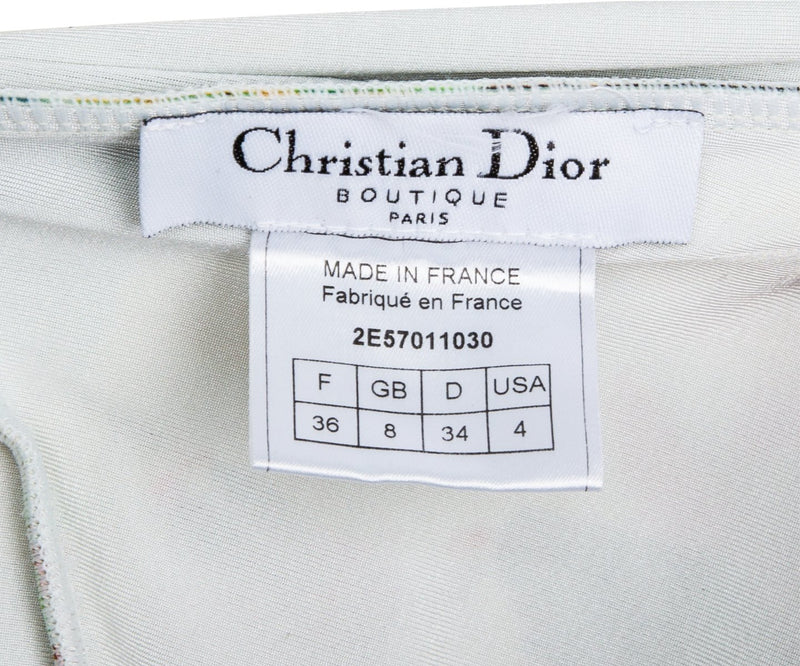 Christian Dior
BOUTIQUE
PARIS
MADE IN FRANCE
Fabriqué en France
2E57011030
F GB D USA
36 8 34 4